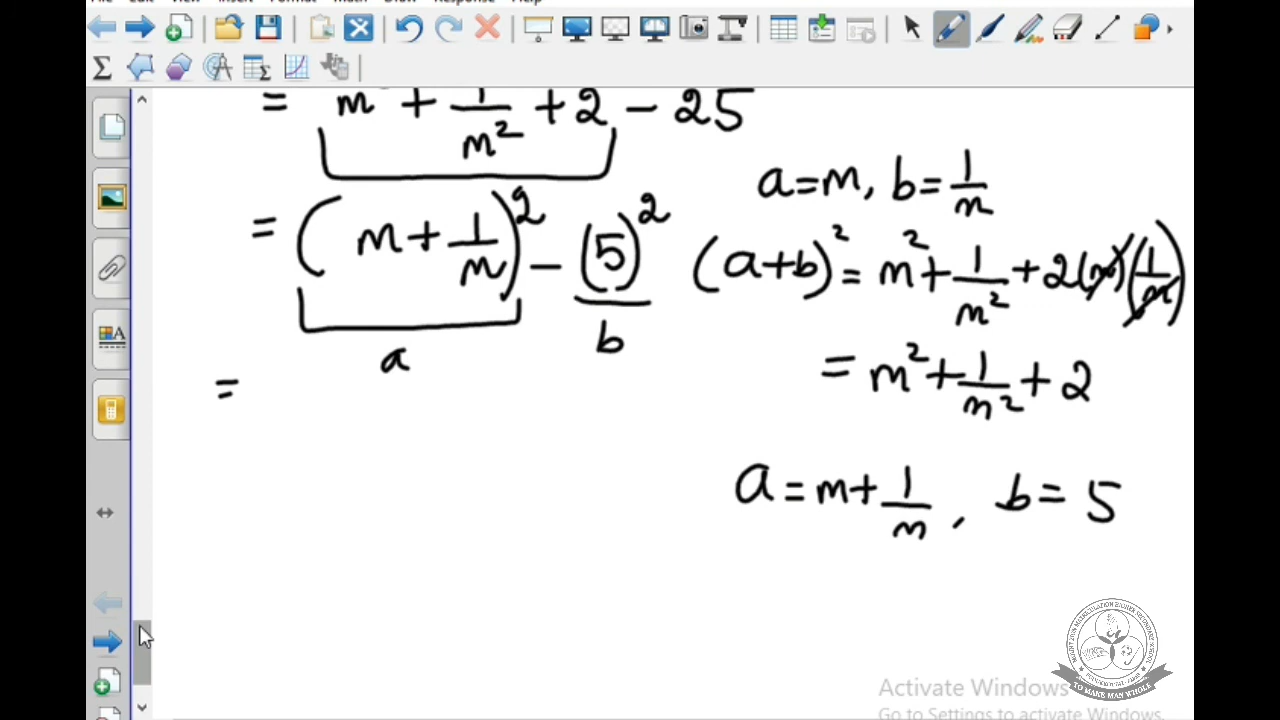 = m² + 1/m² + 2 - 25
a = m, b = 1/m
= (m + 1/m)² - (5)²
(a+b)² = m² + 1/m² + 2(m)(1/m)
a
b
= m² + 1/m² + 2
=
a = m + 1/m, b = 5
Activate Windows
Go to Settings to activate Windows.
TO MAKE MAN WHOLE